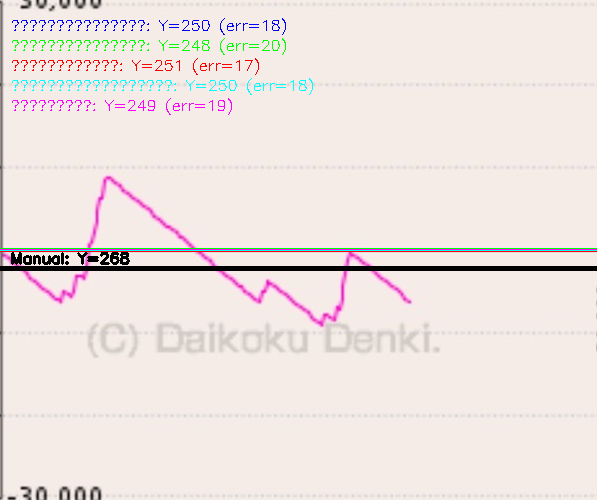 30,000
???????????????: Y=250 (err=18)
??????????????: Y=248 (err=20)
????????????: Y=251 (err=17)
??????????????????: Y=250 (err=18)
?????????: Y=249 (err=19)
Manual: Y=268
(C) Daikoku Denki.
-30,000